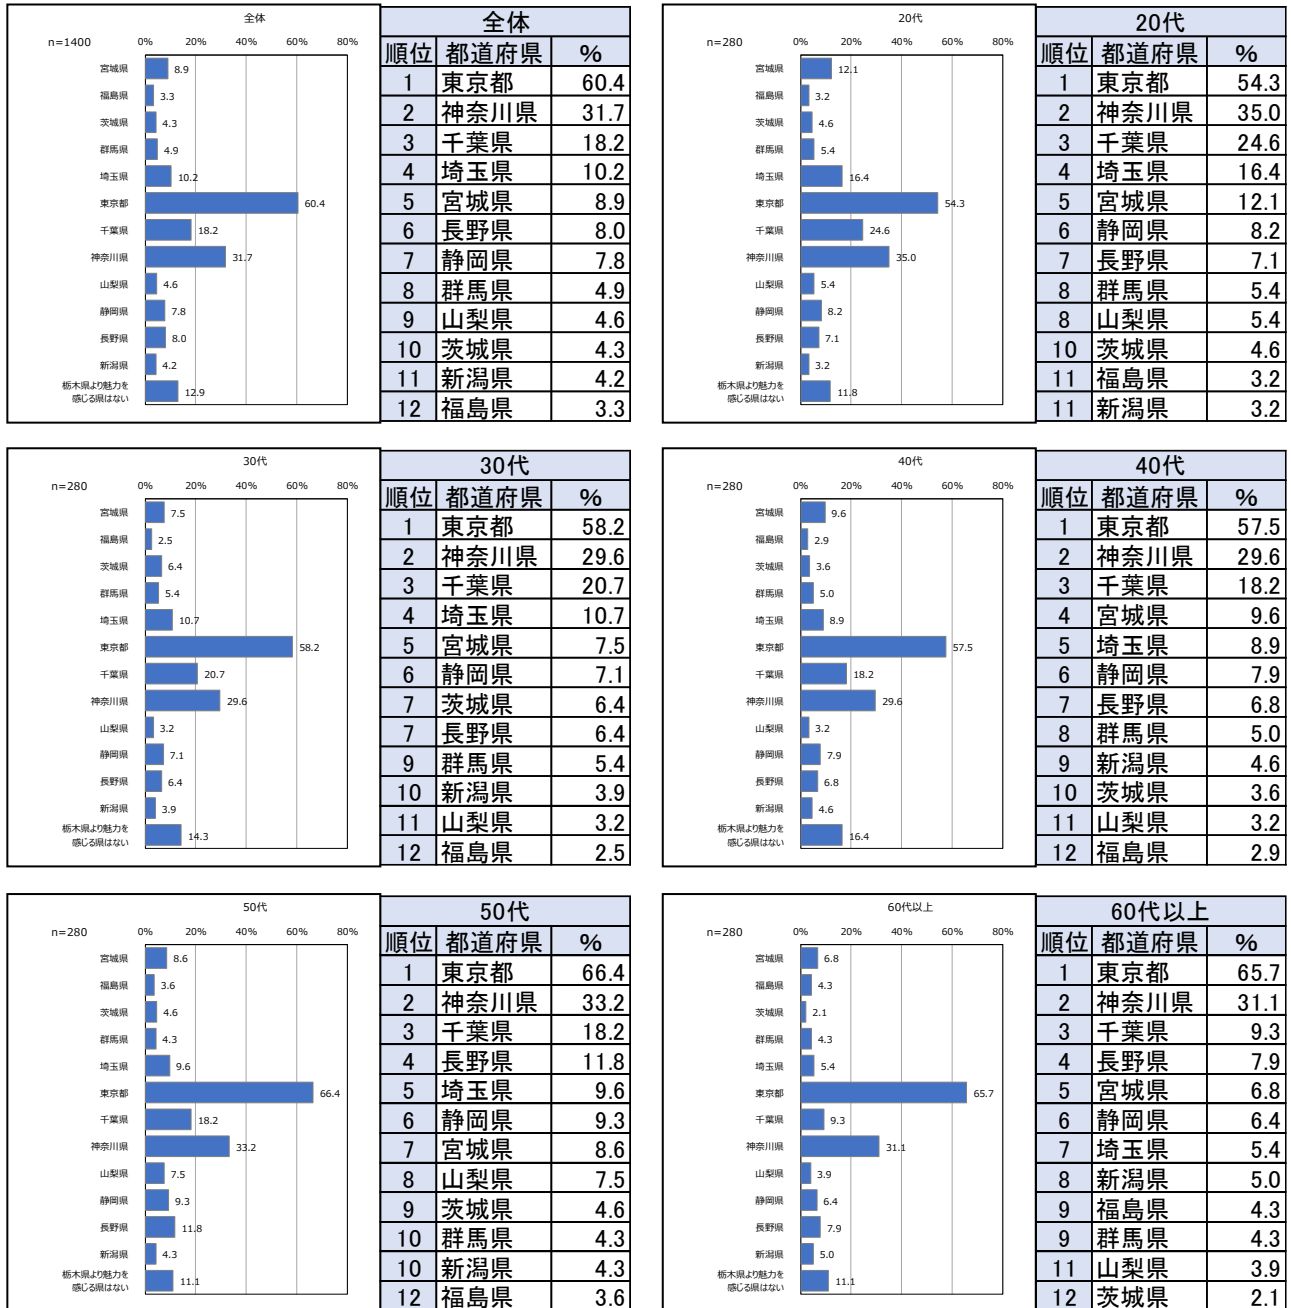 全体
n=1400
0% 20% 40% 60% 80%
宮城県 8.9
福島県 3.3
茨城県 4.3
群馬県 4.9
埼玉県 10.2
東京都 60.4
千葉県 18.2
神奈川県 31.7
山梨県 4.6
静岡県 7.8
長野県 8.0
新潟県 4.2
栃木県より魅力を
感じる県はない 12.9
全体
順位 都道府県 %
1 東京都 60.4
2 神奈川県 31.7
3 千葉県 18.2
4 埼玉県 10.2
5 宮城県 8.9
6 長野県 8.0
7 静岡県 7.8
8 群馬県 4.9
9 山梨県 4.6
10 茨城県 4.3
11 新潟県 4.2
12 福島県 3.3
20代
n=280
0% 20% 40% 60% 80%
宮城県 12.1
福島県 3.2
茨城県 4.6
群馬県 5.4
埼玉県 16.4
東京都 54.3
千葉県 24.6
神奈川県 35.0
山梨県 5.4
静岡県 8.2
長野県 7.1
新潟県 3.2
栃木県より魅力を
感じる県はない 11.8
20代
順位 都道府県 %
1 東京都 54.3
2 神奈川県 35.0
3 千葉県 24.6
4 埼玉県 16.4
5 宮城県 12.1
6 静岡県 8.2
7 長野県 7.1
8 群馬県 5.4
8 山梨県 5.4
10 茨城県 4.6
11 福島県 3.2
11 新潟県 3.2
30代
n=280
0% 20% 40% 60% 80%
宮城県 7.5
福島県 2.5
茨城県 6.4
群馬県 5.4
埼玉県 10.7
東京都 58.2
千葉県 20.7
神奈川県 29.6
山梨県 3.2
静岡県 7.1
長野県 6.4
新潟県 3.9
栃木県より魅力を
感じる県はない 14.3
30代
順位 都道府県 %
1 東京都 58.2
2 神奈川県 29.6
3 千葉県 20.7
4 埼玉県 10.7
5 宮城県 7.5
6 静岡県 7.1
7 茨城県 6.4
7 長野県 6.4
9 群馬県 5.4
10 新潟県 3.9
11 山梨県 3.2
12 福島県 2.5
40代
n=280
0% 20% 40% 60% 80%
宮城県 9.6
福島県 2.9
茨城県 3.6
群馬県 5.0
埼玉県 8.9
東京都 57.5
千葉県 18.2
神奈川県 29.6
山梨県 3.2
静岡県 7.9
長野県 6.8
新潟県 4.6
栃木県より魅力を
感じる県はない 16.4
40代
順位 都道府県 %
1 東京都 57.5
2 神奈川県 29.6
3 千葉県 18.2
4 宮城県 9.6
5 埼玉県 8.9
6 静岡県 7.9
7 長野県 6.8
8 群馬県 5.0
9 新潟県 4.6
10 茨城県 3.6
11 山梨県 3.2
12 福島県 2.9
50代
n=280
0% 20% 40% 60% 80%
宮城県 8.6
福島県 3.6
茨城県 4.6
群馬県 4.3
埼玉県 9.6
東京都 66.4
千葉県 18.2
神奈川県 33.2
山梨県 7.5
静岡県 9.3
長野県 11.8
新潟県 4.3
栃木県より魅力を
感じる県はない 11.1
50代
順位 都道府県 %
1 東京都 66.4
2 神奈川県 33.2
3 千葉県 18.2
4 長野県 11.8
5 埼玉県 9.6
6 静岡県 9.3
7 宮城県 8.6
8 山梨県 7.5
9 茨城県 4.6
10 群馬県 4.3
10 新潟県 4.3
12 福島県 3.6
60代以上
n=280
0% 20% 40% 60% 80%
宮城県 6.8
福島県 4.3
茨城県 2.1
群馬県 4.3
埼玉県 5.4
東京都 65.7
千葉県 9.3
神奈川県 31.1
山梨県 3.9
静岡県 6.4
長野県 7.9
新潟県 5.0
栃木県より魅力を
感じる県はない 11.1
60代以上
順位 都道府県 %
1 東京都 65.7
2 神奈川県 31.1
3 千葉県 9.3
4 長野県 7.9
5 宮城県 6.8
6 静岡県 6.4
7 埼玉県 5.4
8 新潟県 5.0
9 福島県 4.3
9 群馬県 4.3
11 山梨県 3.9
12 茨城県 2.1